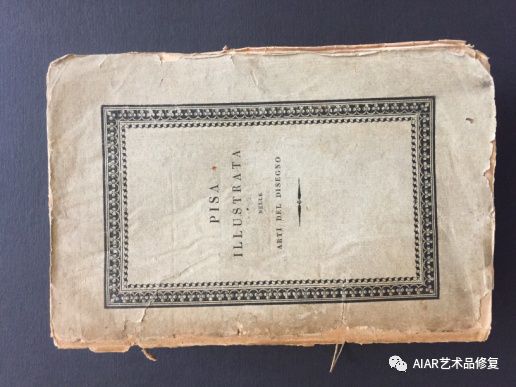 PISA
ILLUSTRATA
NELLE
ARTI DEL DISEGNO
AIAR艺术品修复